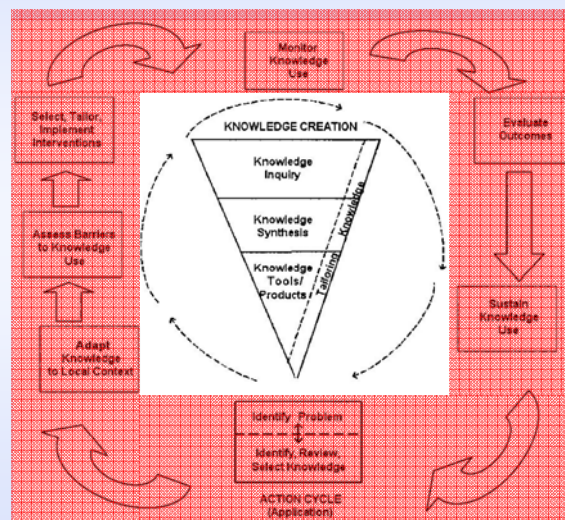 Monitor
Knowledge
Use
Select, Tailor,
Implement
Interventions
Evaluate
Outcomes
KNOWLEDGE CREATION
Knowledge
Inquiry
Knowledge
Synthesis
Knowledge
Tools/
Products
Tailoring Knowledge
Assess Barriers
to Knowledge
Use
Sustain
Knowledge
Use
Adapt
Knowledge
to Local Context
Identify Problem
Identify, Review,
Select Knowledge
ACTION CYCLE
(Application)